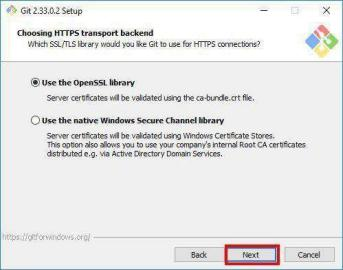 Git 2.33.0.2 Setup
Choosing HTTPS transport backend
Which SSL/TLS library would you like Git to use for HTTPS connections?
Use the OpenSSL library
Server certificates will be validated using the ca-bundle.crt file.
Use the native Windows Secure Channel library
Server certificates will be validated using Windows Certificate Stores.
This option also allows you to use your company's internal Root CA certificates
distributed e.g. via Active Directory Domain Services.
https://gitforwindows.org/
Back Next Cancel